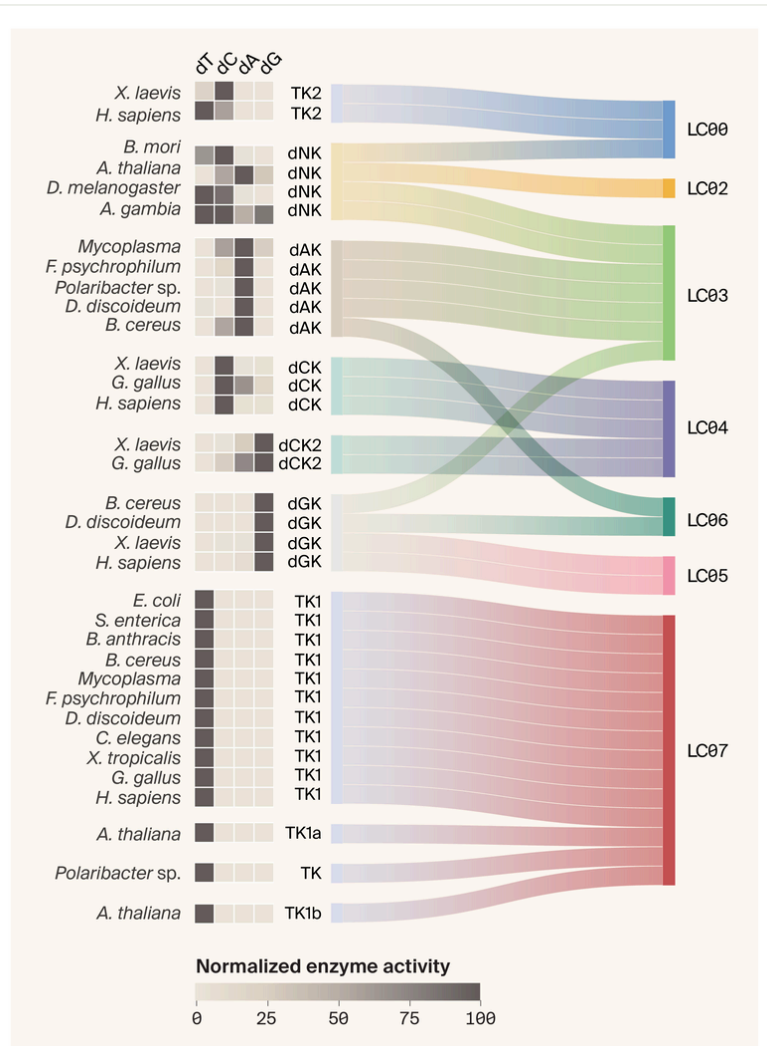 dT dC dA dG
X. laevis TK2
H. sapiens TK2
LC00
B. mori dNK
A. thaliana dNK
D. melanogaster dNK
A. gambia dNK
LC02
Mycoplasma dAK
F. psychrophilum dAK
Polaribacter sp. dAK
D. discoideum dAK
B. cereus dAK
LC03
X. laevis dCK
G. gallus dCK
H. sapiens dCK
LC04
X. laevis dCK2
G. gallus dCK2
B. cereus dGK
D. discoideum dGK
X. laevis dGK
H. sapiens dGK
LC06
LC05
E. coli TK1
S. enterica TK1
B. anthracis TK1
B. cereus TK1
Mycoplasma TK1
F. psychrophilum TK1
D. discoideum TK1
C. elegans TK1
X. tropicalis TK1
G. gallus TK1
H. sapiens TK1
LC07
A. thaliana TK1a
Polaribacter sp. TK
A. thaliana TK1b
Normalized enzyme activity
0 25 50 75 100